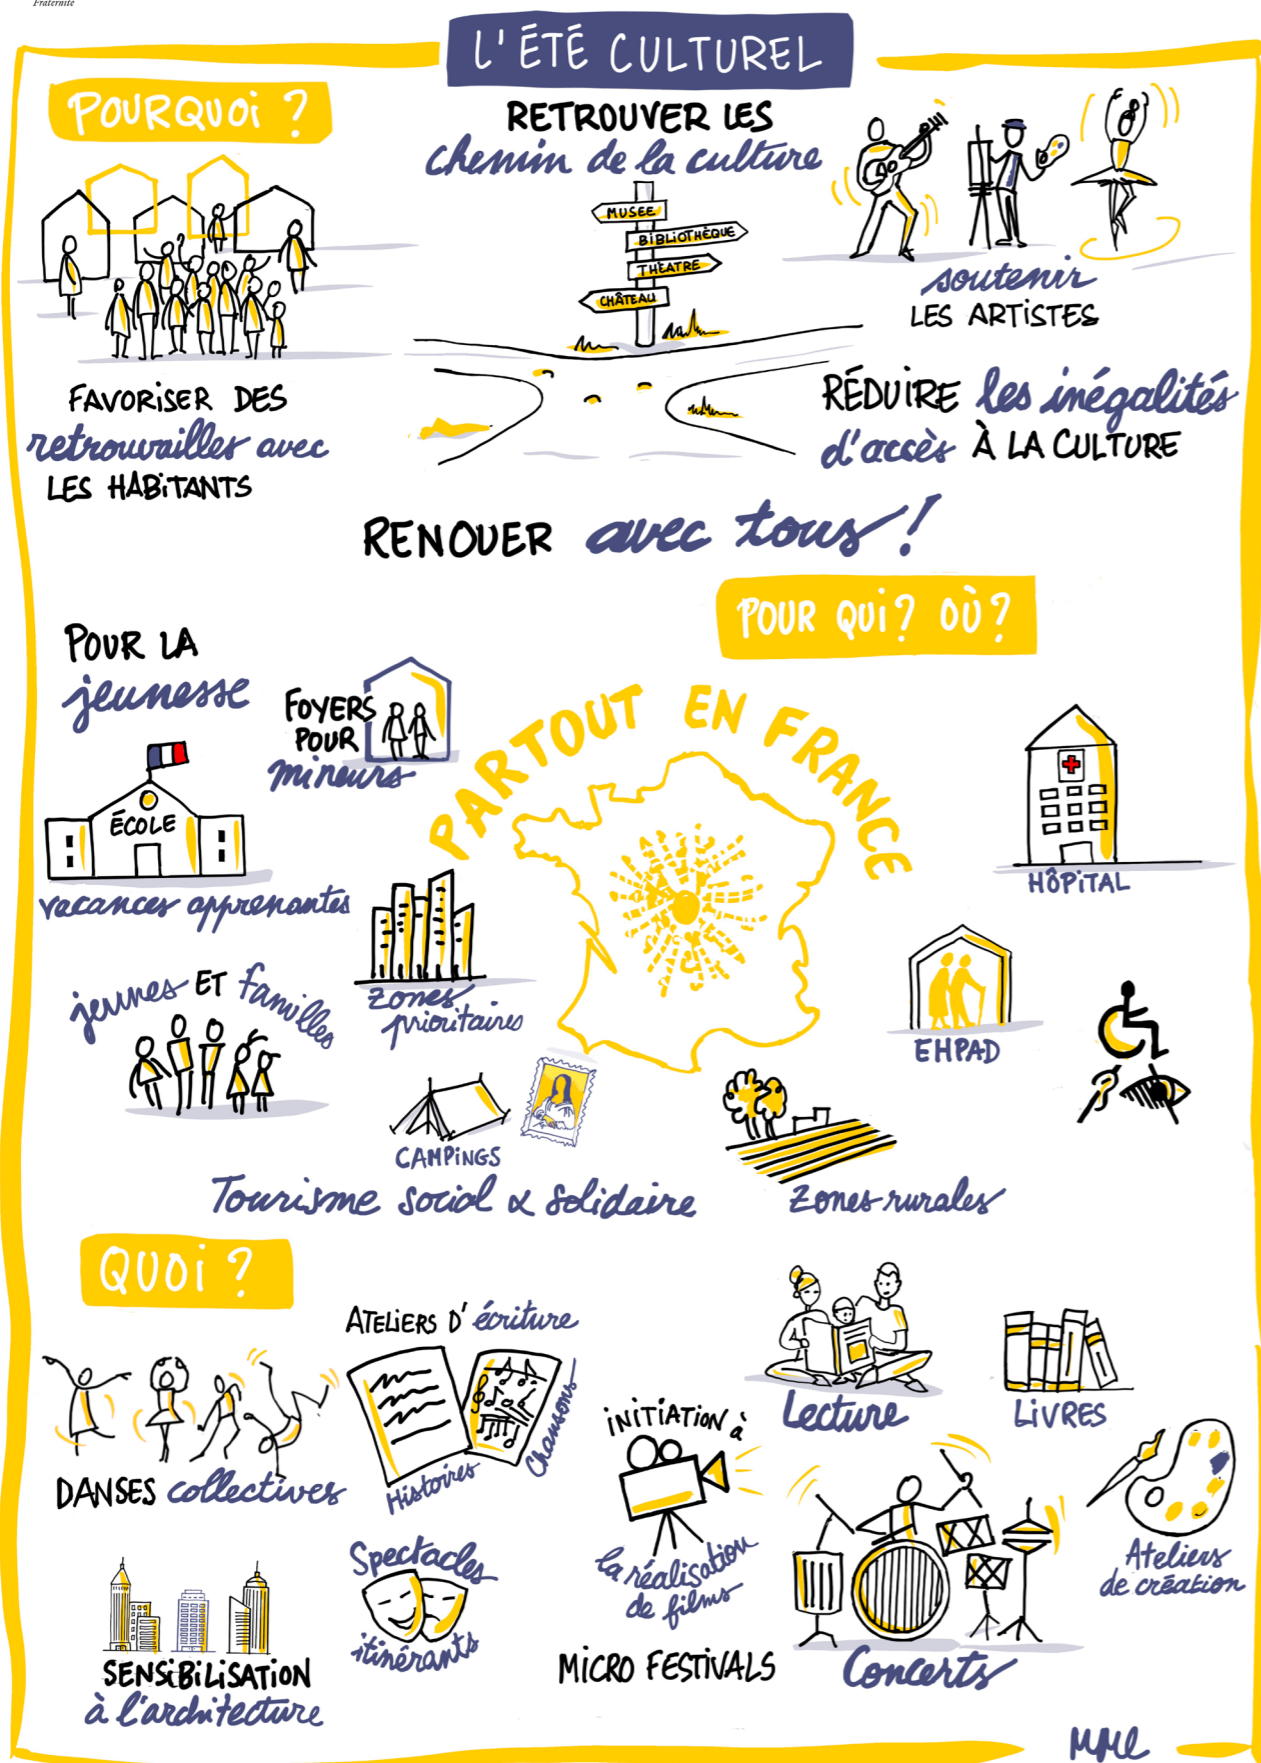 Fraternité
L'ÉTÉ CULTUREL
POURQUOI ?
RETROUVER LES
chemin de la culture
MUSEE
BIBLIOTHÈQUE
THEATRE
CHÂTEAU
soutenir
LES ARTISTES
FAVORISER DES
retrouvailles avec
LES HABITANTS
RÉDUIRE les inégalités
d'accès À LA CULTURE
RENOUER avec tous !
POUR QUI ? OÙ ?
POUR LA
jeunesse
FOYERS
POUR
mineurs
ÉCOLE
vacances apprenantes
PARTOUT EN FRANCE
HÔPITAL
jeunes ET familles
Zones
prioritaires
EHPAD
CAMPINGS
Tourisme social & solidaire
Zones rurales
QUOI ?
ATELIERS D'écriture
Histoires
Chansons
DANSES collectives
Lecture
LIVRES
INITIATION à
la réalisation
de films
Ateliers
de création
Spectacles
itinérants
SENSIBILISATION
à l'architecture
MICRO FESTIVALS
Concerts